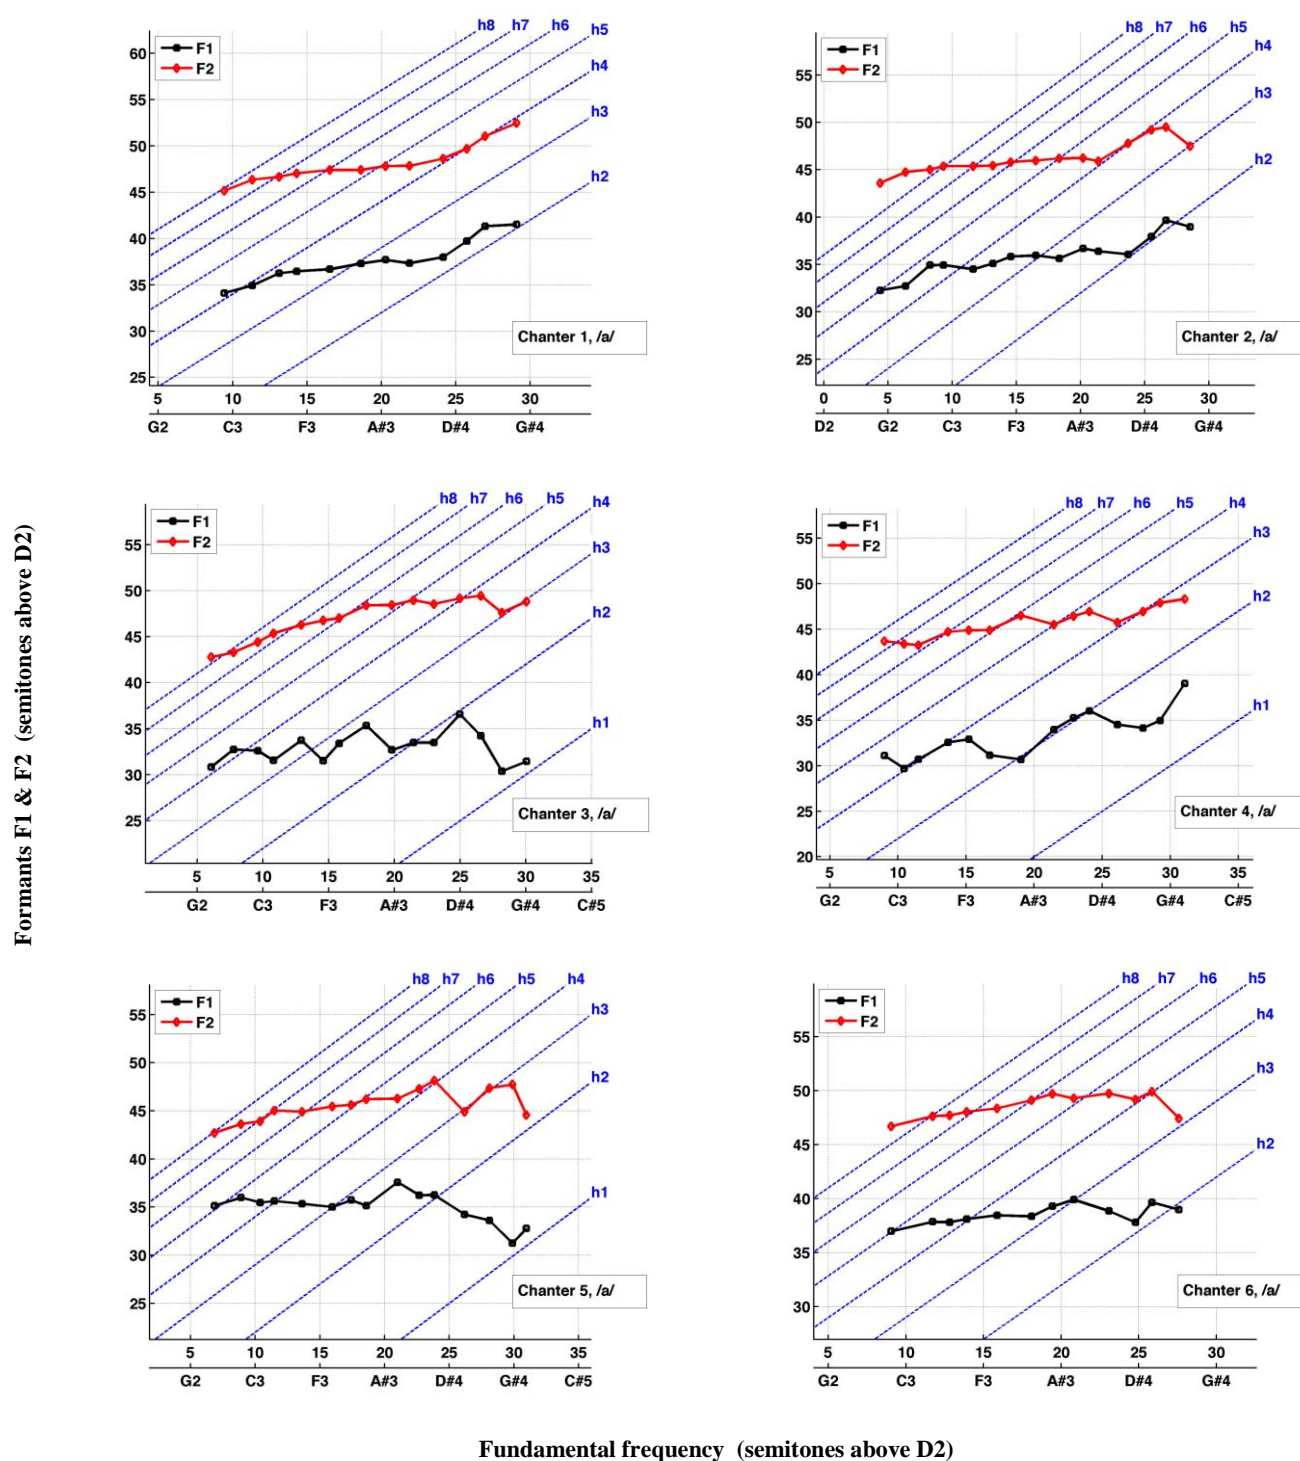 h8 h7 h6 h5
h4
h3
h2
F1
F2
60
55
50
45
40
35
30
25
Chanter 1, /a/
5 10 15 20 25 30
G2 C3 F3 A#3 D#4 G#4
h8 h7 h6 h5
h4
h3
h2
F1
F2
55
50
45
40
35
30
25
Chanter 2, /a/
0 5 10 15 20 25 30
D2 G2 C3 F3 A#3 D#4 G#4
h8 h7 h6 h5 h4
h3
h2
h1
F1
F2
55
50
45
40
35
30
25
Chanter 3, /a/
5 10 15 20 25 30 35
G2 C3 F3 A#3 D#4 G#4 C#5
h8 h7 h6 h5 h4
h3
h2
h1
F1
F2
55
50
45
40
35
30
25
20
Chanter 4, /a/
5 10 15 20 25 30 35
G2 C3 F3 A#3 D#4 G#4 C#5
h8 h7 h6 h5 h4
h3
h2
h1
F1
F2
55
50
45
40
35
30
25
Chanter 5, /a/
5 10 15 20 25 30 35
G2 C3 F3 A#3 D#4 G#4 C#5
h8 h7 h6 h5
h4
h3
h2
F1
F2
55
50
45
40
35
30
Chanter 6, /a/
5 10 15 20 25 30
G2 C3 F3 A#3 D#4 G#4
Formants F1 & F2 (semitones above D2)
Fundamental frequency (semitones above D2)